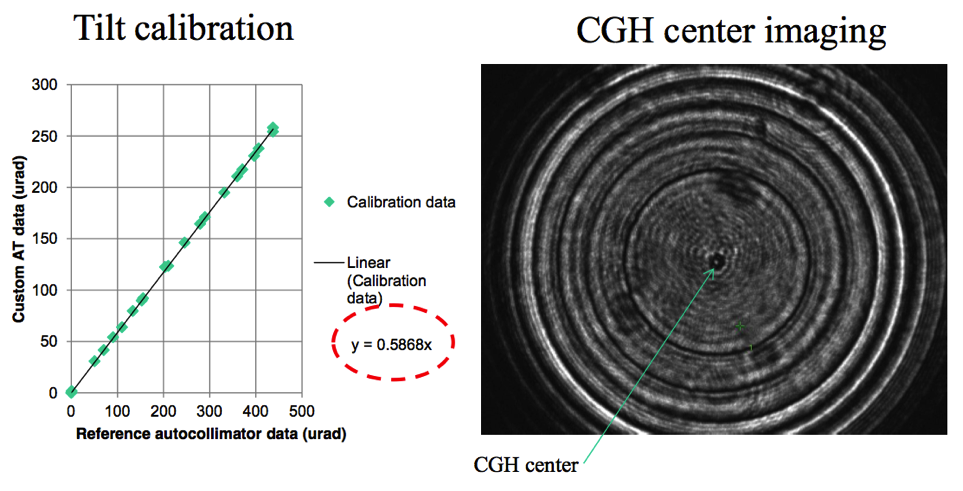 Tilt calibration
CGH center imaging
300
250
200
150
100
50
0
0 100 200 300 400 500
Custom AT data (urad)
Reference autocollimator data (urad)
Calibration data
Linear
(Calibration
data)
y = 0.5868x
CGH center